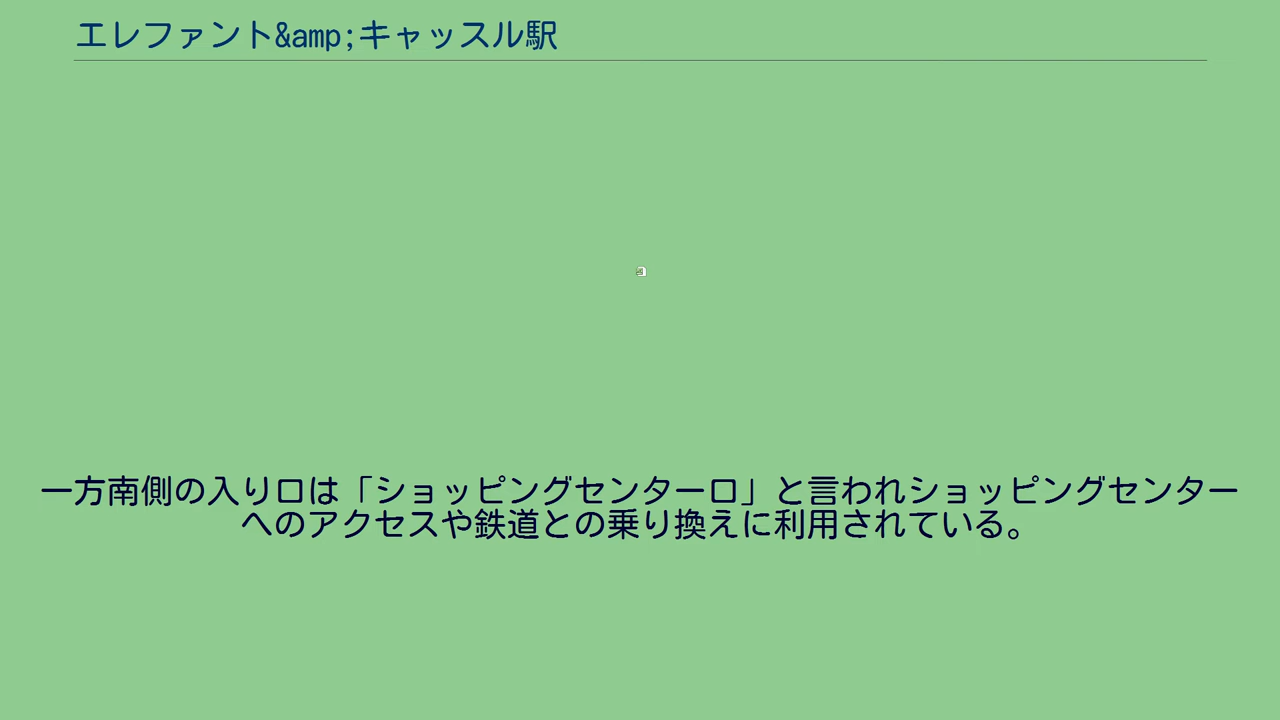 エレファント&amp;キャッスル駅
一方南側の入り口は「ショッピングセンター口」と言われショッピングセンター
へのアクセスや鉄道との乗り換えに利用されている。